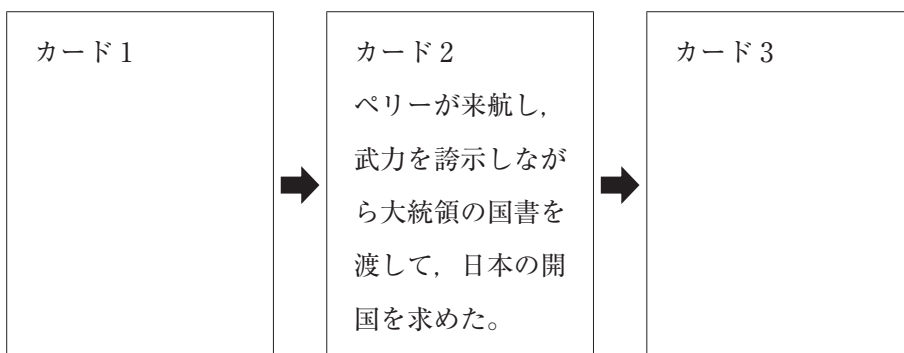 カード1
カード2
ペリーが来航し,
武力を誇示しなが
ら大統領の国書を
渡して,日本の開
国を求めた。
カード3